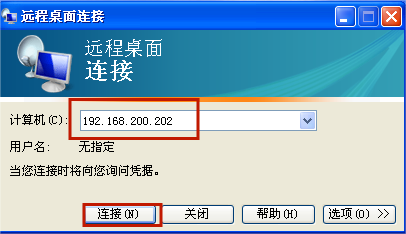 远程桌面连接
远程桌面
连接
计算机(C): 192.168.200.202
用户名: 无指定
当您连接时将向您询问凭据。
连接(N) 关闭 帮助(H) 选项(O) >>